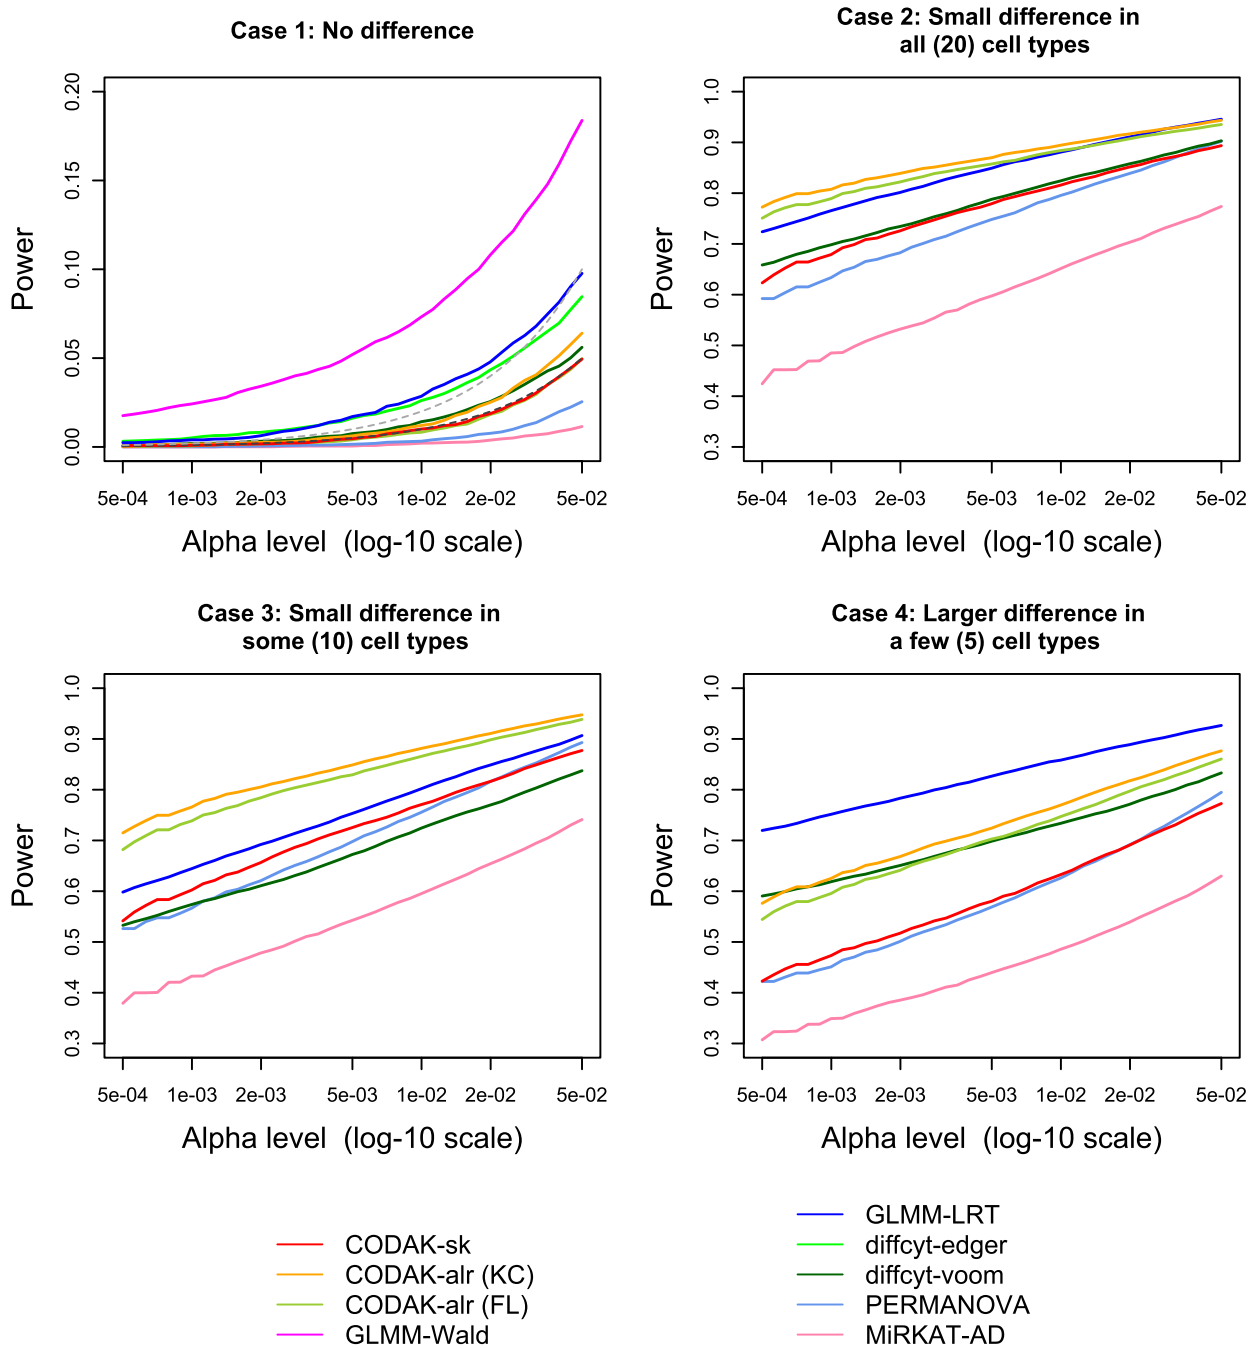 Case 1: No difference
Power
0.20
0.15
0.10
0.05
0.00
5e-04 1e-03 2e-03 5e-03 1e-02 2e-02 5e-02
Alpha level (log-10 scale)
Case 2: Small difference in
all (20) cell types
Power
1.0
0.9
0.8
0.7
0.6
0.5
0.4
0.3
5e-04 1e-03 2e-03 5e-03 1e-02 2e-02 5e-02
Alpha level (log-10 scale)
Case 3: Small difference in
some (10) cell types
Power
1.0
0.9
0.8
0.7
0.6
0.5
0.4
0.3
5e-04 1e-03 2e-03 5e-03 1e-02 2e-02 5e-02
Alpha level (log-10 scale)
Case 4: Larger difference in
a few (5) cell types
Power
1.0
0.9
0.8
0.7
0.6
0.5
0.4
0.3
5e-04 1e-03 2e-03 5e-03 1e-02 2e-02 5e-02
Alpha level (log-10 scale)
CODAK-sk
CODAK-alr (KC)
CODAK-alr (FL)
GLMM-Wald
GLMM-LRT
diffcyt-edger
diffcyt-voom
PERMANOVA
MiRKAT-AD